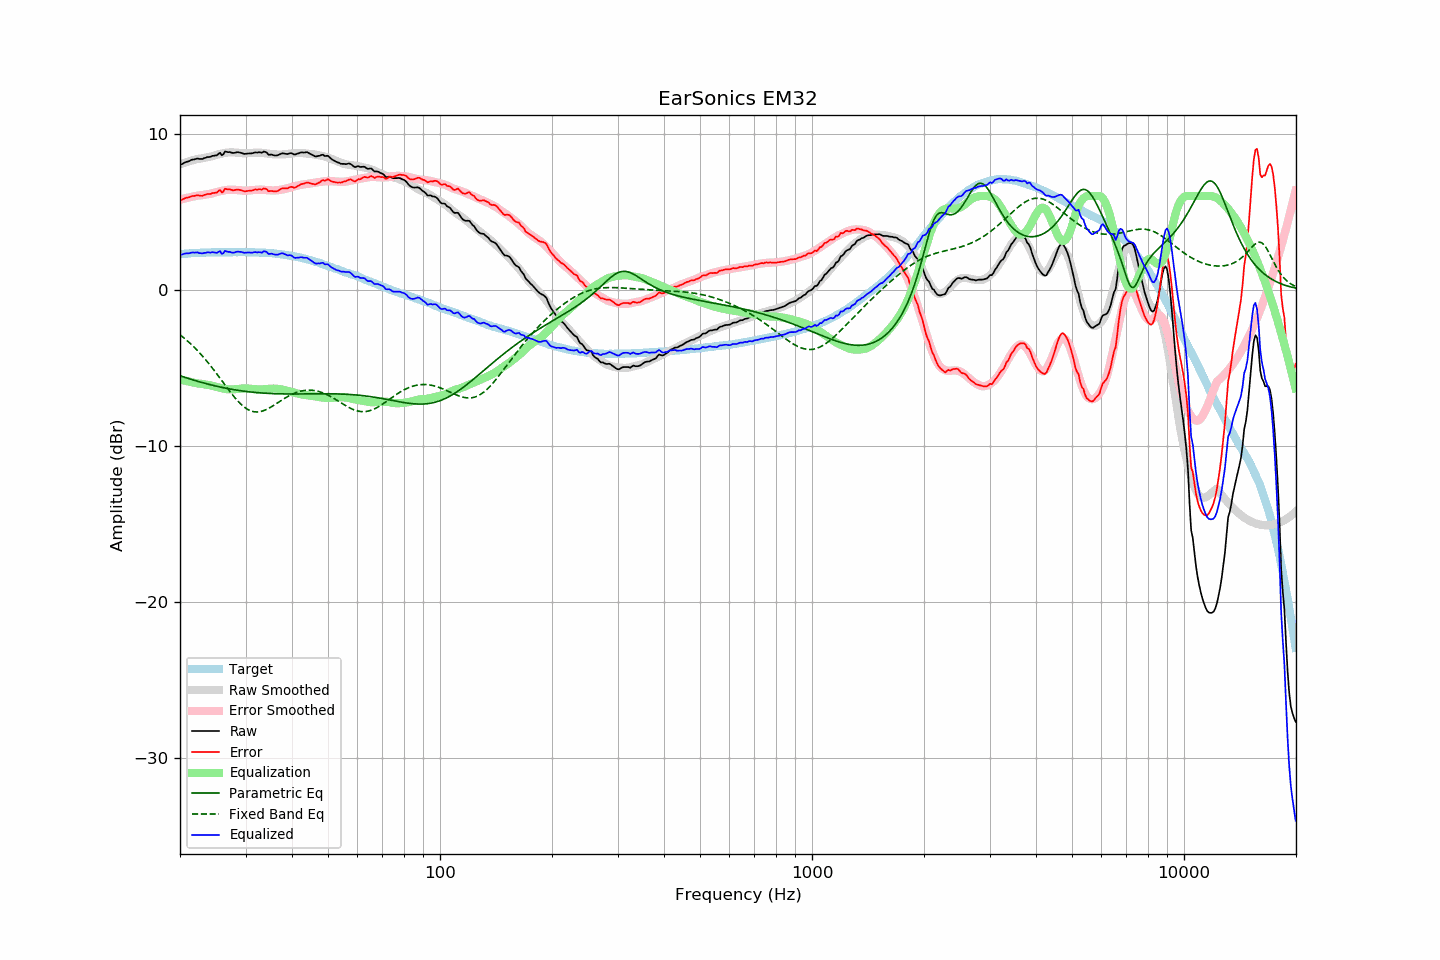 EarSonics EM32
10
0
−10
−20
−30
Amplitude (dBr)
100
1000
10000
Frequency (Hz)
Target
Raw Smoothed
Error Smoothed
Raw
Error
Equalization
Parametric Eq
Fixed Band Eq
Equalized